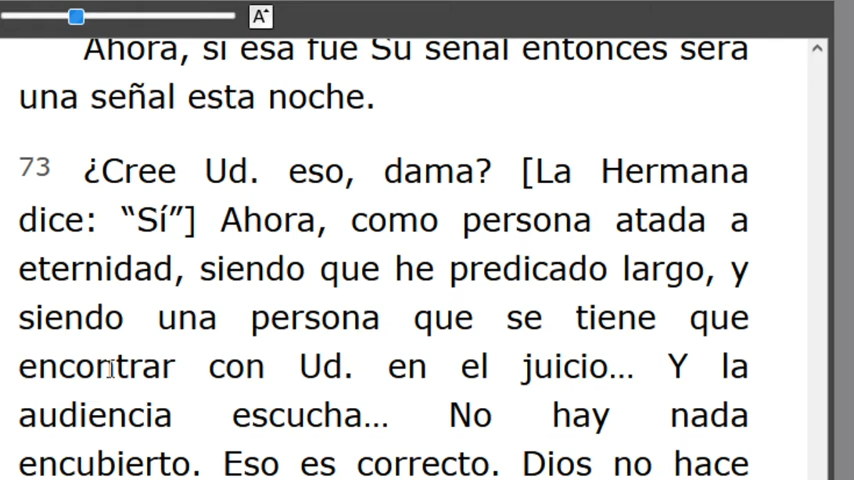 A
Ahora, si esa fue Su señal entonces será
una señal esta noche.
73 ¿Cree Ud. eso, dama? [La Hermana
dice: “Sí”] Ahora, como persona atada a
eternidad, siendo que he predicado largo, y
siendo una persona que se tiene que
encontrar con Ud. en el juicio… Y la
audiencia escucha… No hay nada
encubierto. Eso es correcto. Dios no hace